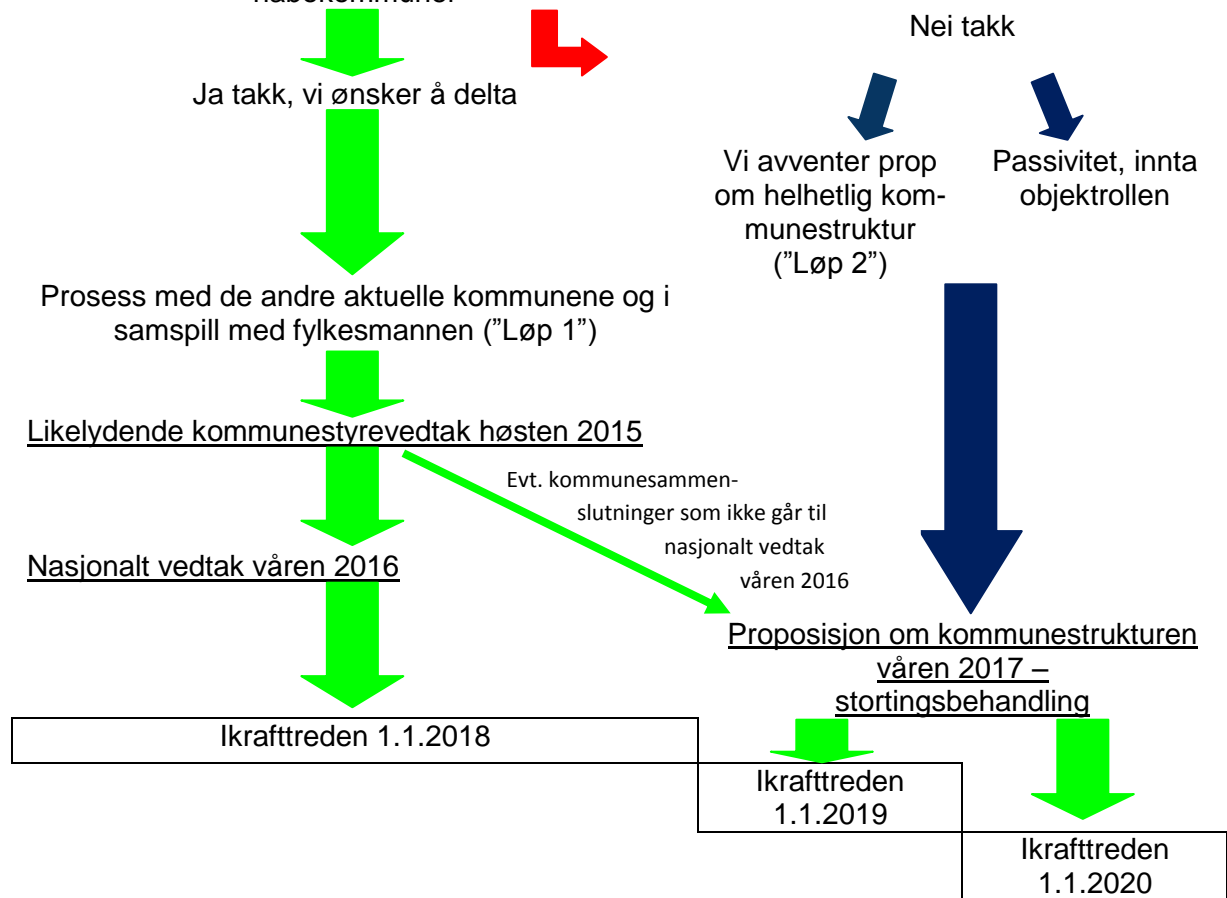 nabokommuner
Nei takk
Ja takk, vi ønsker å delta
Vi avventer prop
om helhetlig kom-
munestruktur
(”Løp 2”)
Passivitet, innta
objektrollen
Prosess med de andre aktuelle kommunene og i
samspill med fylkesmannen (”Løp 1”)
Likelydende kommunestyrevedtak høsten 2015
Evt. kommunesammen-
slutninger som ikke går til
nasjonalt vedtak
våren 2016
Nasjonalt vedtak våren 2016
Proposisjon om kommunestrukturen
våren 2017 –
stortingsbehandling
Ikrafttreden 1.1.2018
Ikrafttreden
1.1.2019
Ikrafttreden
1.1.2020